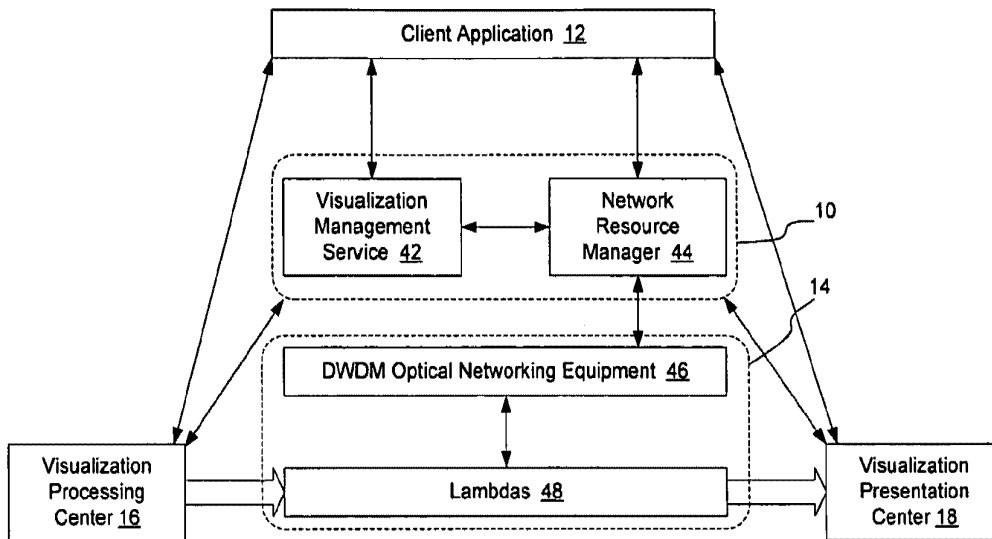 Client Application 12
Visualization
Management
Service 42
Network
Resource
Manager 44
10
14
DWDM Optical Networking Equipment 46
Visualization
Processing
Center 16
Lambdas 48
Visualization
Presentation
Center 18